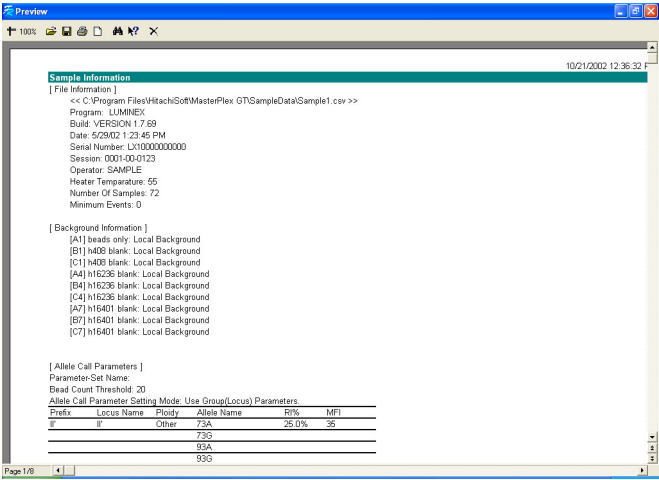 Preview
100%
10/21/2002 12:36:32
Sample Information
[ File Information ]
<< C:\Program Files\HitachiSoft\MasterPlex GT\SampleData\Sample1.csv >>
Program: LUMINEX
Build: VERSION 1.7.69
Date: 5/29/02 1:23:45 PM
Serial Number: LX10000000000
Session: 0001-00-0123
Operator: SAMPLE
Heater Temparature: 55
Number Of Samples: 72
Minimum Events: 0
[ Background Information ]
[A1] beads only: Local Background
[B1] h408 blank: Local Background
[C1] h408 blank: Local Background
[A4] h16236 blank: Local Background
[B4] h16236 blank: Local Background
[C4] h16236 blank: Local Background
[A7] h16401 blank: Local Background
[B7] h16401 blank: Local Background
[C7] h16401 blank: Local Background
[ Allele Call Parameters ]
Parameter-Set Name:
Bead Count Threshold: 20
Allele Call Parameter Setting Mode: Use Group(Locus) Parameters.
Prefix Locus Name Ploidy Allele Name RI% MFI
II' II' Other 73A 25.0% 35
73G
93A
93G
Page 1/8